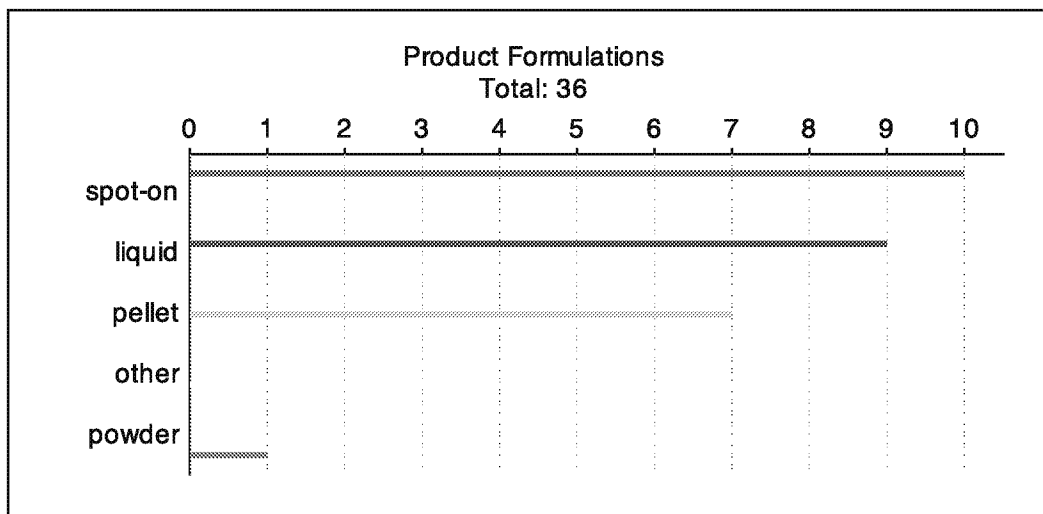 Product Formulations
Total: 36
0 1 2 3 4 5 6 7 8 9 10
spot-on
liquid
pellet
other
powder